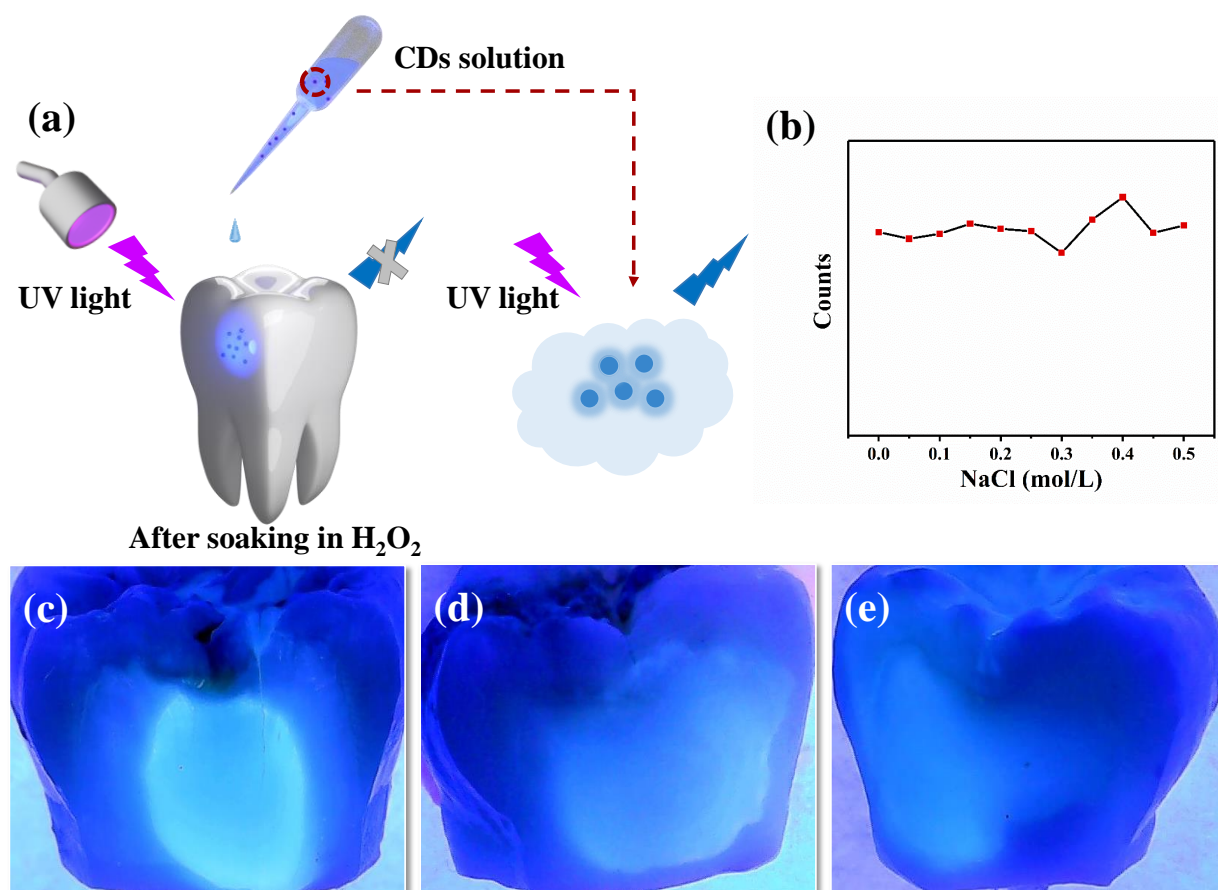 CDs solution
(a)
UV light
UV light
After soaking in H₂O₂
(b)
Counts
0.0 0.1 0.2 0.3 0.4 0.5
NaCl (mol/L)
(c)
(d)
(e)